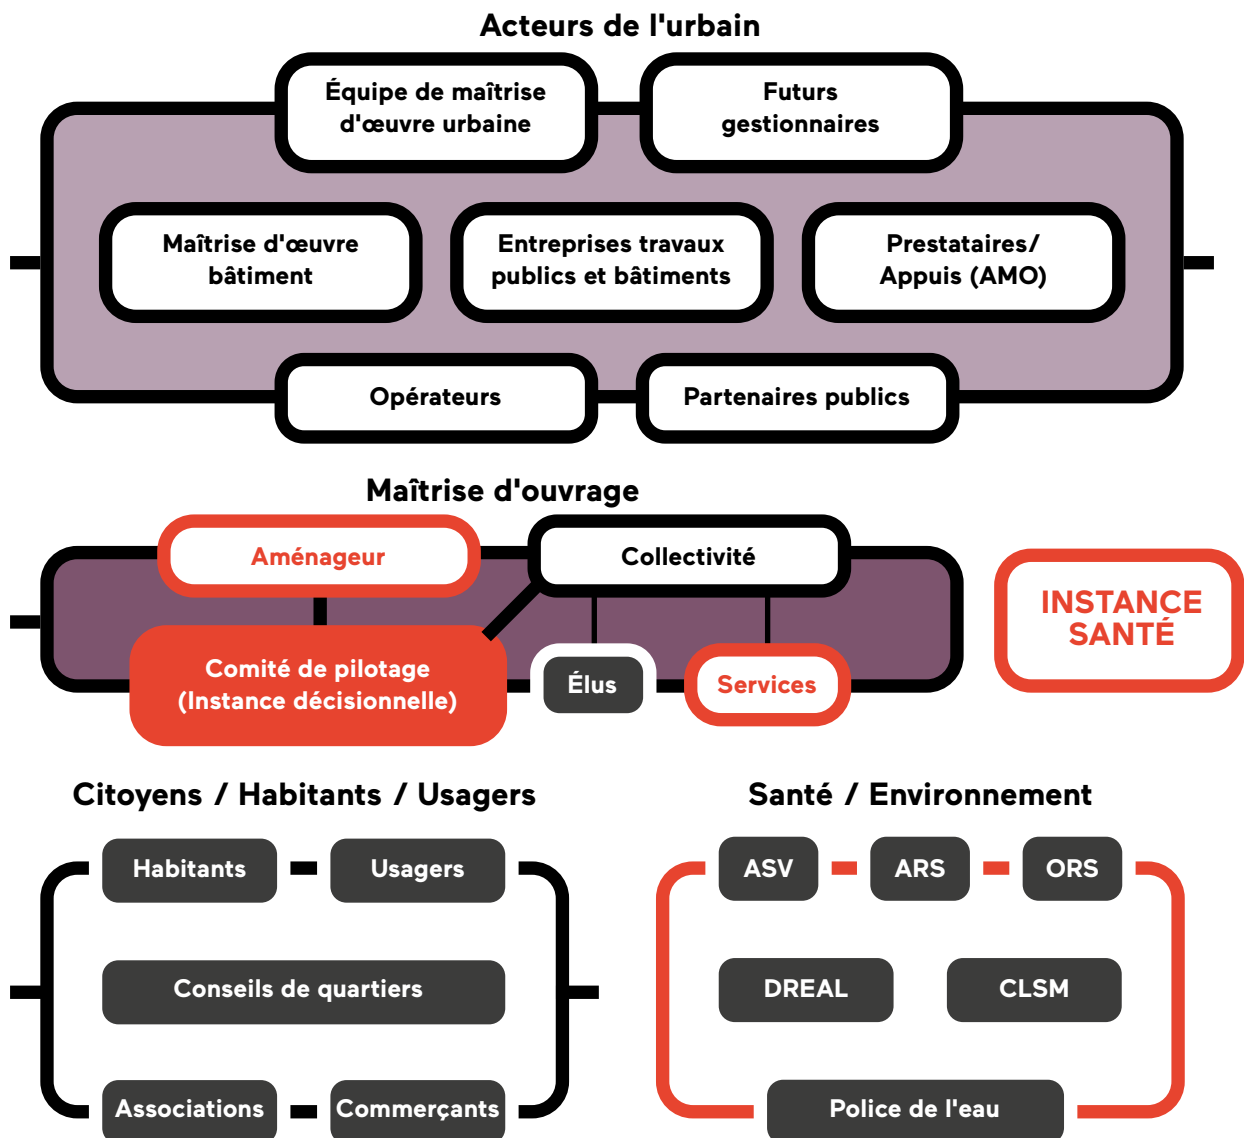 Acteurs de l'urbain
Équipe de maîtrise
d'œuvre urbaine
Futurs
gestionnaires
Maîtrise d'œuvre
bâtiment
Entreprises travaux
publics et bâtiments
Prestataires/
Appuis (AMO)
Opérateurs
Partenaires publics
Maîtrise d'ouvrage
Aménageur
Collectivité
INSTANCE
SANTÉ
Comité de pilotage
(Instance décisionnelle)
Élus
Services
Citoyens / Habitants / Usagers
Habitants
Usagers
Conseils de quartiers
Associations
Commerçants
Santé / Environnement
ASV
ARS
ORS
DREAL
CLSM
Police de l'eau